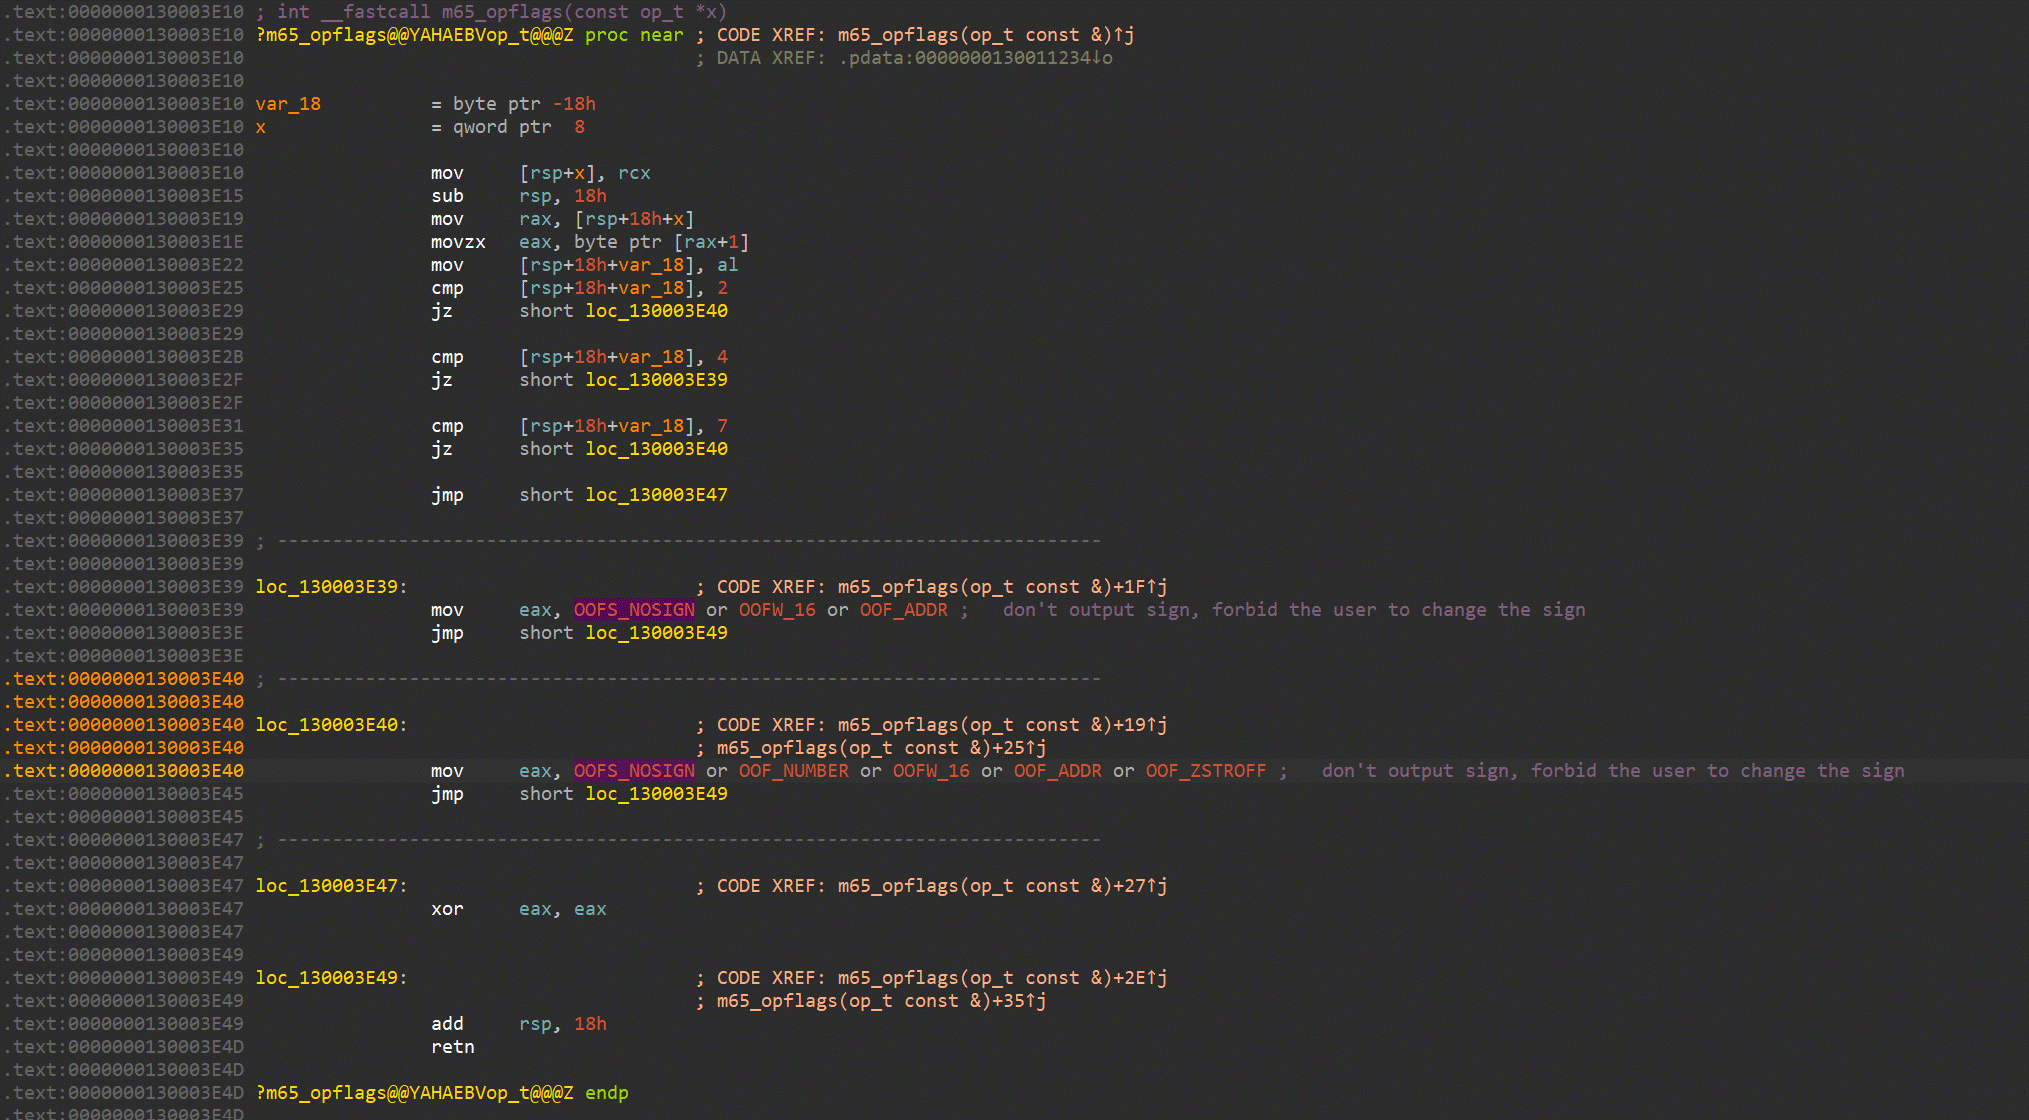 .text:0000000130003E10 ; int __fastcall m65_opflags(const op_t *x)
.text:0000000130003E10 ?m65_opflags@@YAHAEBVop_t@@@Z proc near ; CODE XREF: m65_opflags(op_t const &)↑j
.text:0000000130003E10 ; DATA XREF: .pdata:0000000130011234↓o
.text:0000000130003E10
.text:0000000130003E10 var_18 = byte ptr -18h
.text:0000000130003E10 x = qword ptr 8
.text:0000000130003E10
.text:0000000130003E10 mov [rsp+x], rcx
.text:0000000130003E15 sub rsp, 18h
.text:0000000130003E19 mov rax, [rsp+18h+x]
.text:0000000130003E1E movzx eax, byte ptr [rax+1]
.text:0000000130003E22 mov [rsp+18h+var_18], al
.text:0000000130003E25 cmp [rsp+18h+var_18], 2
.text:0000000130003E29 jz short loc_130003E40
.text:0000000130003E29
.text:0000000130003E2B cmp [rsp+18h+var_18], 4
.text:0000000130003E2F jz short loc_130003E39
.text:0000000130003E2F
.text:0000000130003E31 cmp [rsp+18h+var_18], 7
.text:0000000130003E35 jz short loc_130003E40
.text:0000000130003E35
.text:0000000130003E37 jmp short loc_130003E47
.text:0000000130003E37
.text:0000000130003E39 ; ---------------------------------------------------------------------------
.text:0000000130003E39
.text:0000000130003E39 loc_130003E39: ; CODE XREF: m65_opflags(op_t const &)+1F↑j
.text:0000000130003E39 mov eax, OOFS_NOSIGN or OOFW_16 or OOF_ADDR ; don't output sign, forbid the user to change the sign
.text:0000000130003E3E jmp short loc_130003E49
.text:0000000130003E3E
.text:0000000130003E40 ; ---------------------------------------------------------------------------
.text:0000000130003E40
.text:0000000130003E40 loc_130003E40: ; CODE XREF: m65_opflags(op_t const &)+19↑j
.text:0000000130003E40 ; m65_opflags(op_t const &)+25↑j
.text:0000000130003E40 mov eax, OOFS_NOSIGN or OOF_NUMBER or OOFW_16 or OOF_ADDR or OOF_ZSTROFF ; don't output sign, forbid the user to change the sign
.text:0000000130003E45 jmp short loc_130003E49
.text:0000000130003E45
.text:0000000130003E47 ; ---------------------------------------------------------------------------
.text:0000000130003E47
.text:0000000130003E47 loc_130003E47: ; CODE XREF: m65_opflags(op_t const &)+27↑j
.text:0000000130003E47 xor eax, eax
.text:0000000130003E47
.text:0000000130003E49
.text:0000000130003E49 loc_130003E49: ; CODE XREF: m65_opflags(op_t const &)+2E↑j
.text:0000000130003E49 ; m65_opflags(op_t const &)+35↑j
.text:0000000130003E49 add rsp, 18h
.text:0000000130003E4D retn
.text:0000000130003E4D
.text:0000000130003E4D ?m65_opflags@@YAHAEBVop_t@@@Z endp
.text:0000000130003E4D